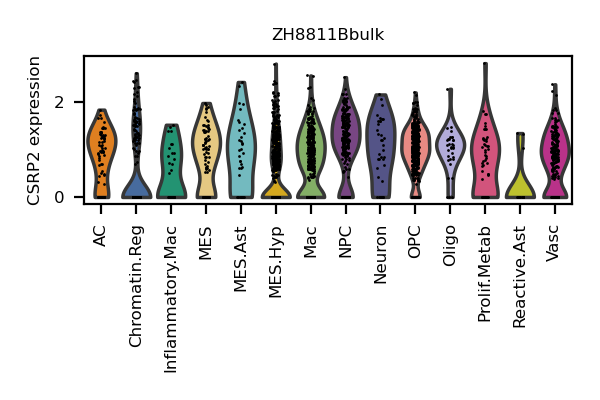 ZH8811Bbulk
CSRP2 expression
2
0
AC
Chromatin.Reg
Inflammatory.Mac
MES
MES.Ast
MES.Hyp
Mac
NPC
Neuron
OPC
Oligo
Prolif.Metab
Reactive.Ast
Vasc